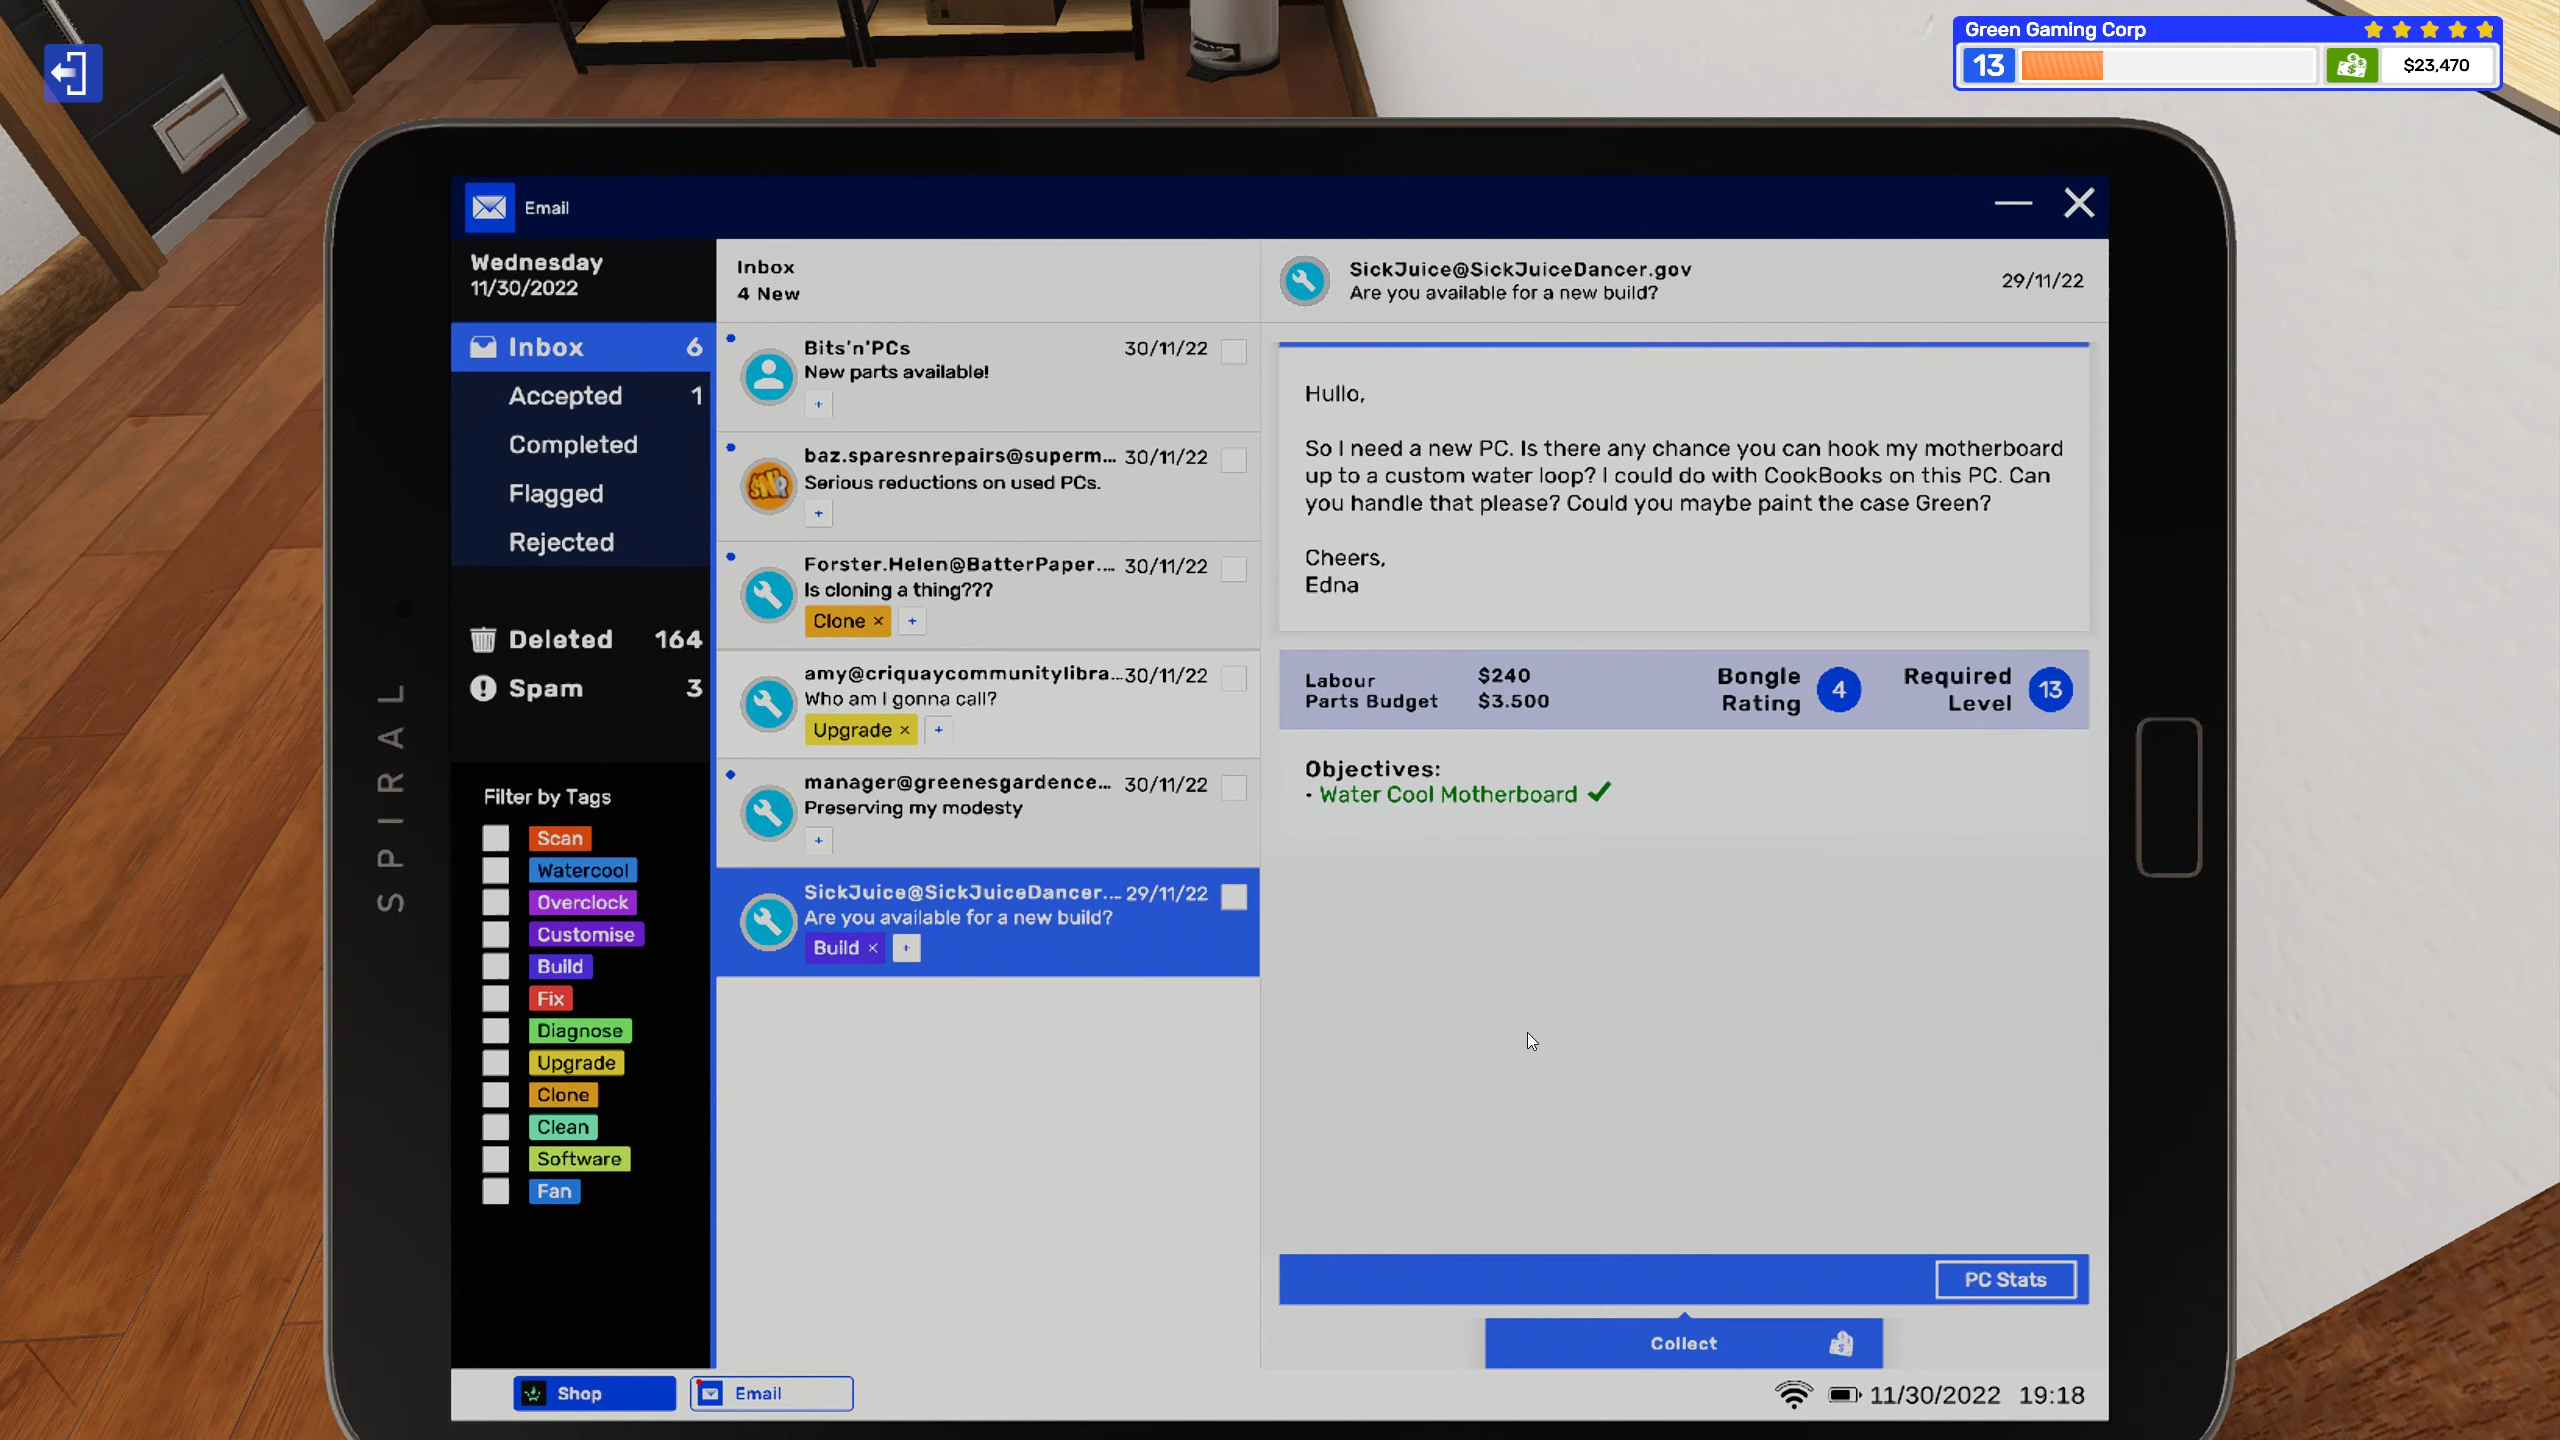 Green Gaming Corp
13
$23,470
SPIRAL
Email
Wednesday
11/30/2022
Inbox 6
Accepted 1
Completed
Flagged
Rejected
Deleted 164
Spam 3
Filter by Tags
Scan
Watercool
Overclock
Customise
Build
Fix
Diagnose
Upgrade
Clone
Clean
Software
Fan
Inbox
4 New
Bits'n'PCs 30/11/22
New parts available!
+
baz.sparesnrepairs@superm... 30/11/22
SNR
Serious reductions on used PCs.
+
Forster.Helen@BatterPaper.... 30/11/22
Is cloning a thing???
Clone × +
amy@criquaycommunitylibra... 30/11/22
Who am I gonna call?
Upgrade × +
manager@greenesgardence... 30/11/22
Preserving my modesty
+
SickJuice@SickJuiceDancer.... 29/11/22
Are you available for a new build?
Build × +
SickJuice@SickJuiceDancer.gov
Are you available for a new build?
29/11/22
Hullo,
So I need a new PC. Is there any chance you can hook my motherboard
up to a custom water loop? I could do with CookBooks on this PC. Can
you handle that please? Could you maybe paint the case Green?
Cheers,
Edna
Labour $240
Parts Budget $3.500
Bongle
Rating
4
Required
Level
13
Objectives:
- Water Cool Motherboard ✓
PC Stats
Collect
Shop
Email
11/30/2022 19:18